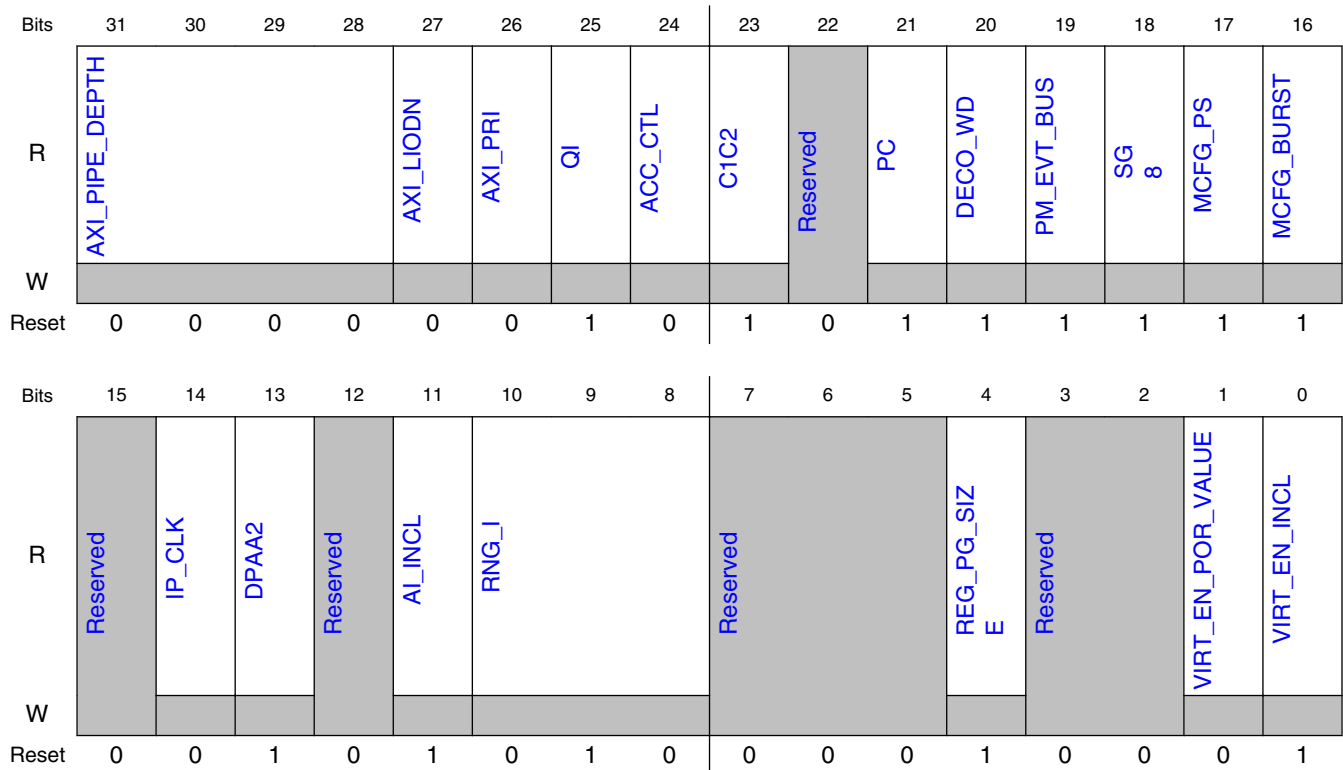 Bits 31 30 29 28 27 26 25 24 23 22 21 20 19 18 17 16
R AXI_PIPE_DEPTH AXI_LIODN AXI_PRI QI ACC_CTL C1C2 Reserved PC DECO_WD PM_EVT_BUS SG MCFG_PS MCFG_BURST
8
W
Reset 0 0 0 0 0 0 1 0 1 0 1 1 1 1 1 1
Bits 15 14 13 12 11 10 9 8 7 6 5 4 3 2 1 0
R Reserved IP_CLK DPAA2 Reserved AI_INCL RNG_I Reserved REG_PG_SIZ Reserved VIRT_EN_POR_VALUE VIRT_EN_INCL
E
W
Reset 0 0 1 0 1 0 1 0 0 0 0 1 0 0 0 1